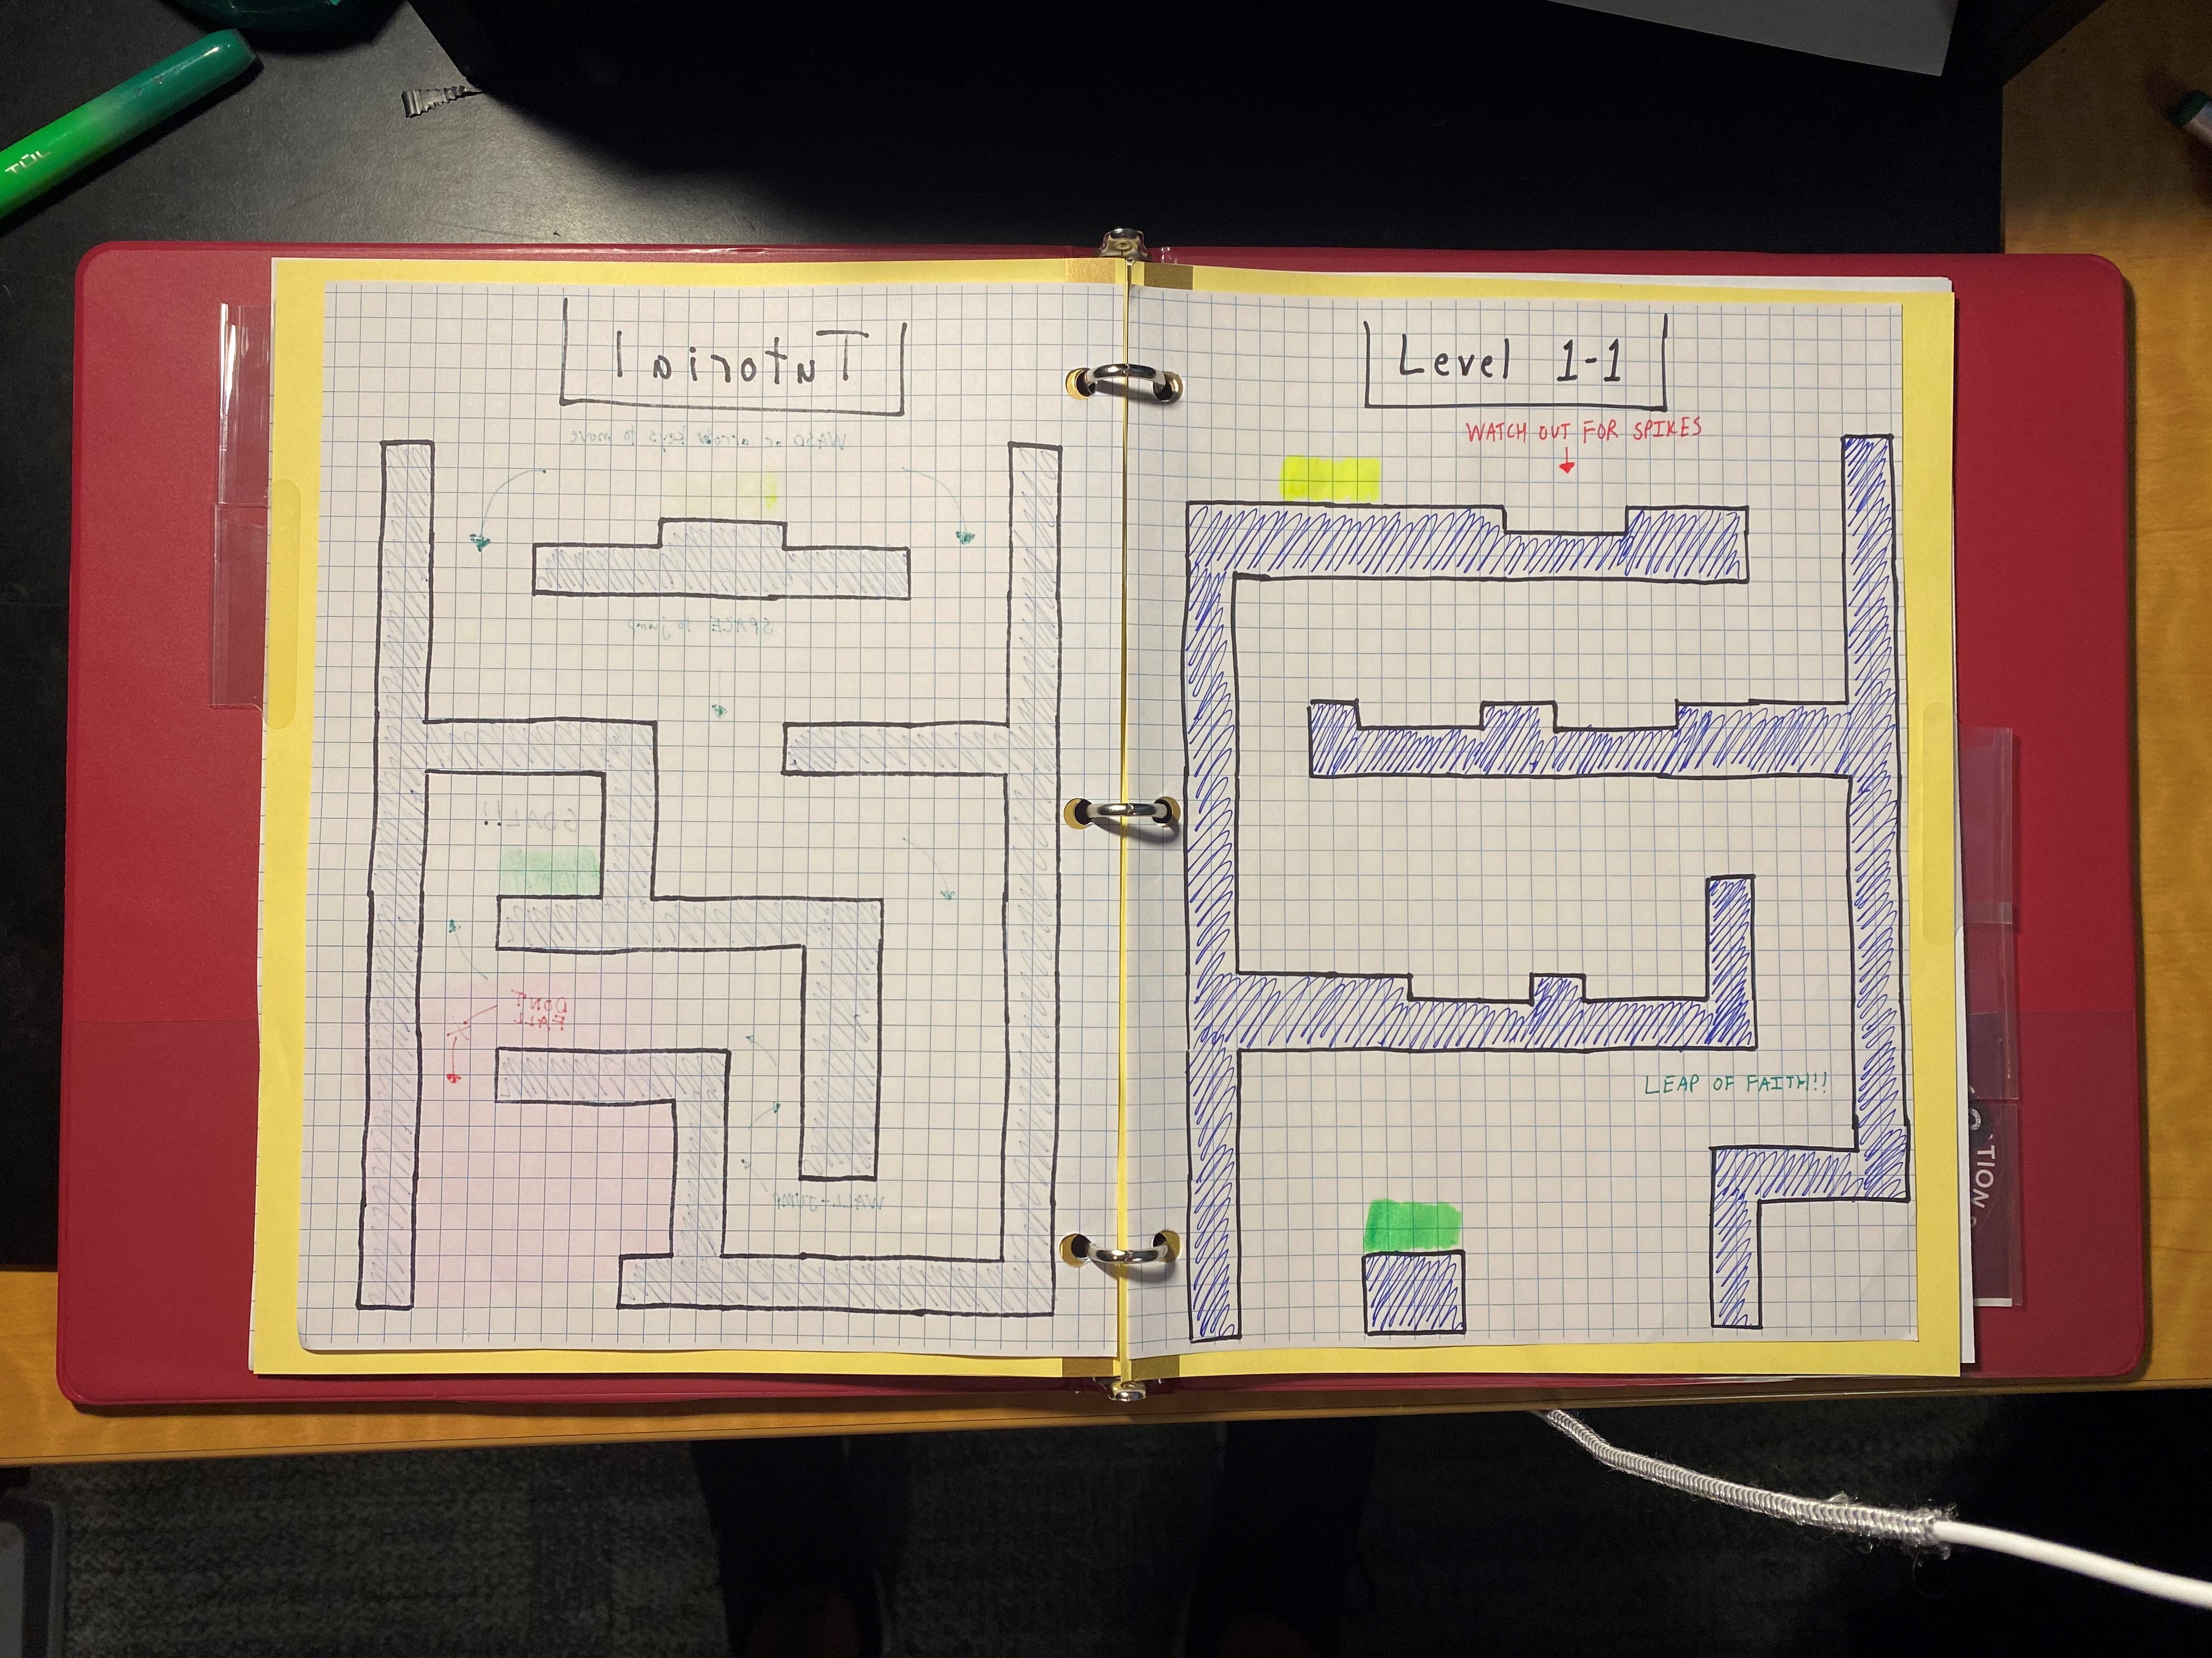 TUL
Tutorial
WASD or arrow keys to move
SPACE to jump
GOAL!!
DON'T
FALL
WALL-JUMP
Level 1-1
WATCH OUT FOR SPIKES
LEAP OF FAITH!!